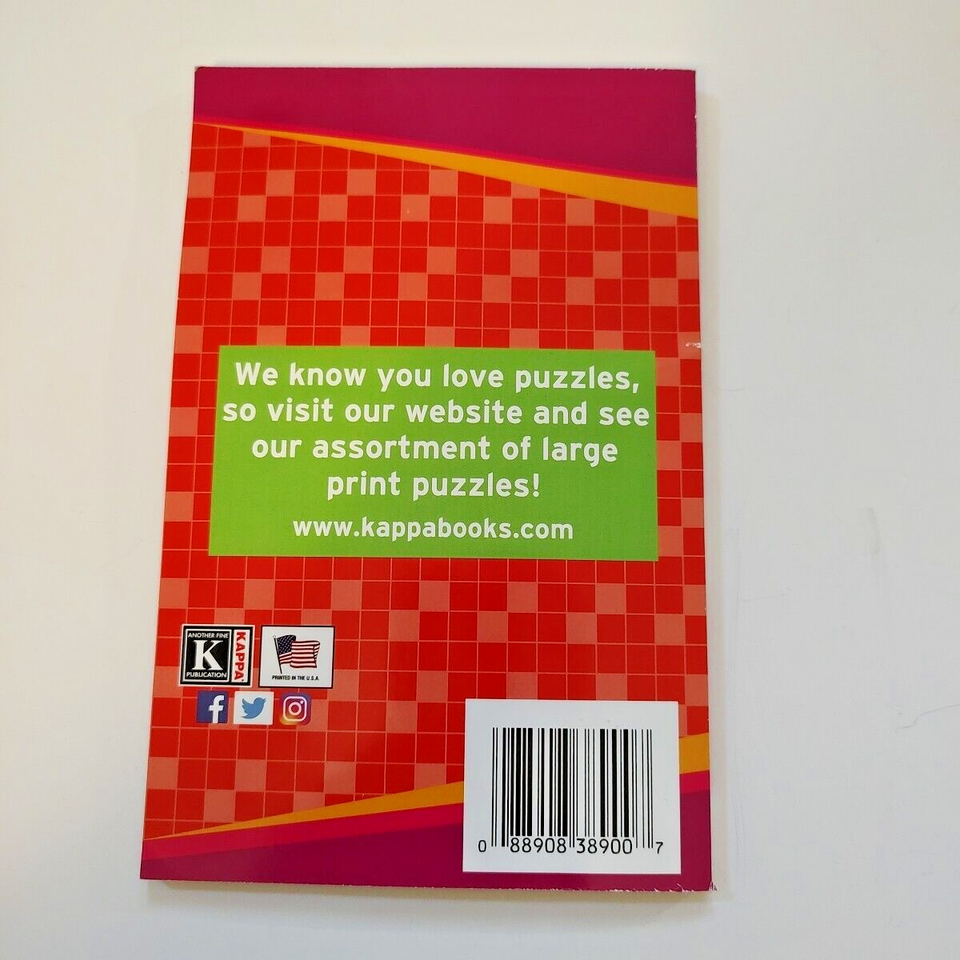 We know you love puzzles,
so visit our website and see
our assortment of large
print puzzles!
www.kappabooks.com
ANOTHER FINE
K
PUBLICATION
KAPPA
PRINTED IN THE U.S.A.
0 88908 38900 7